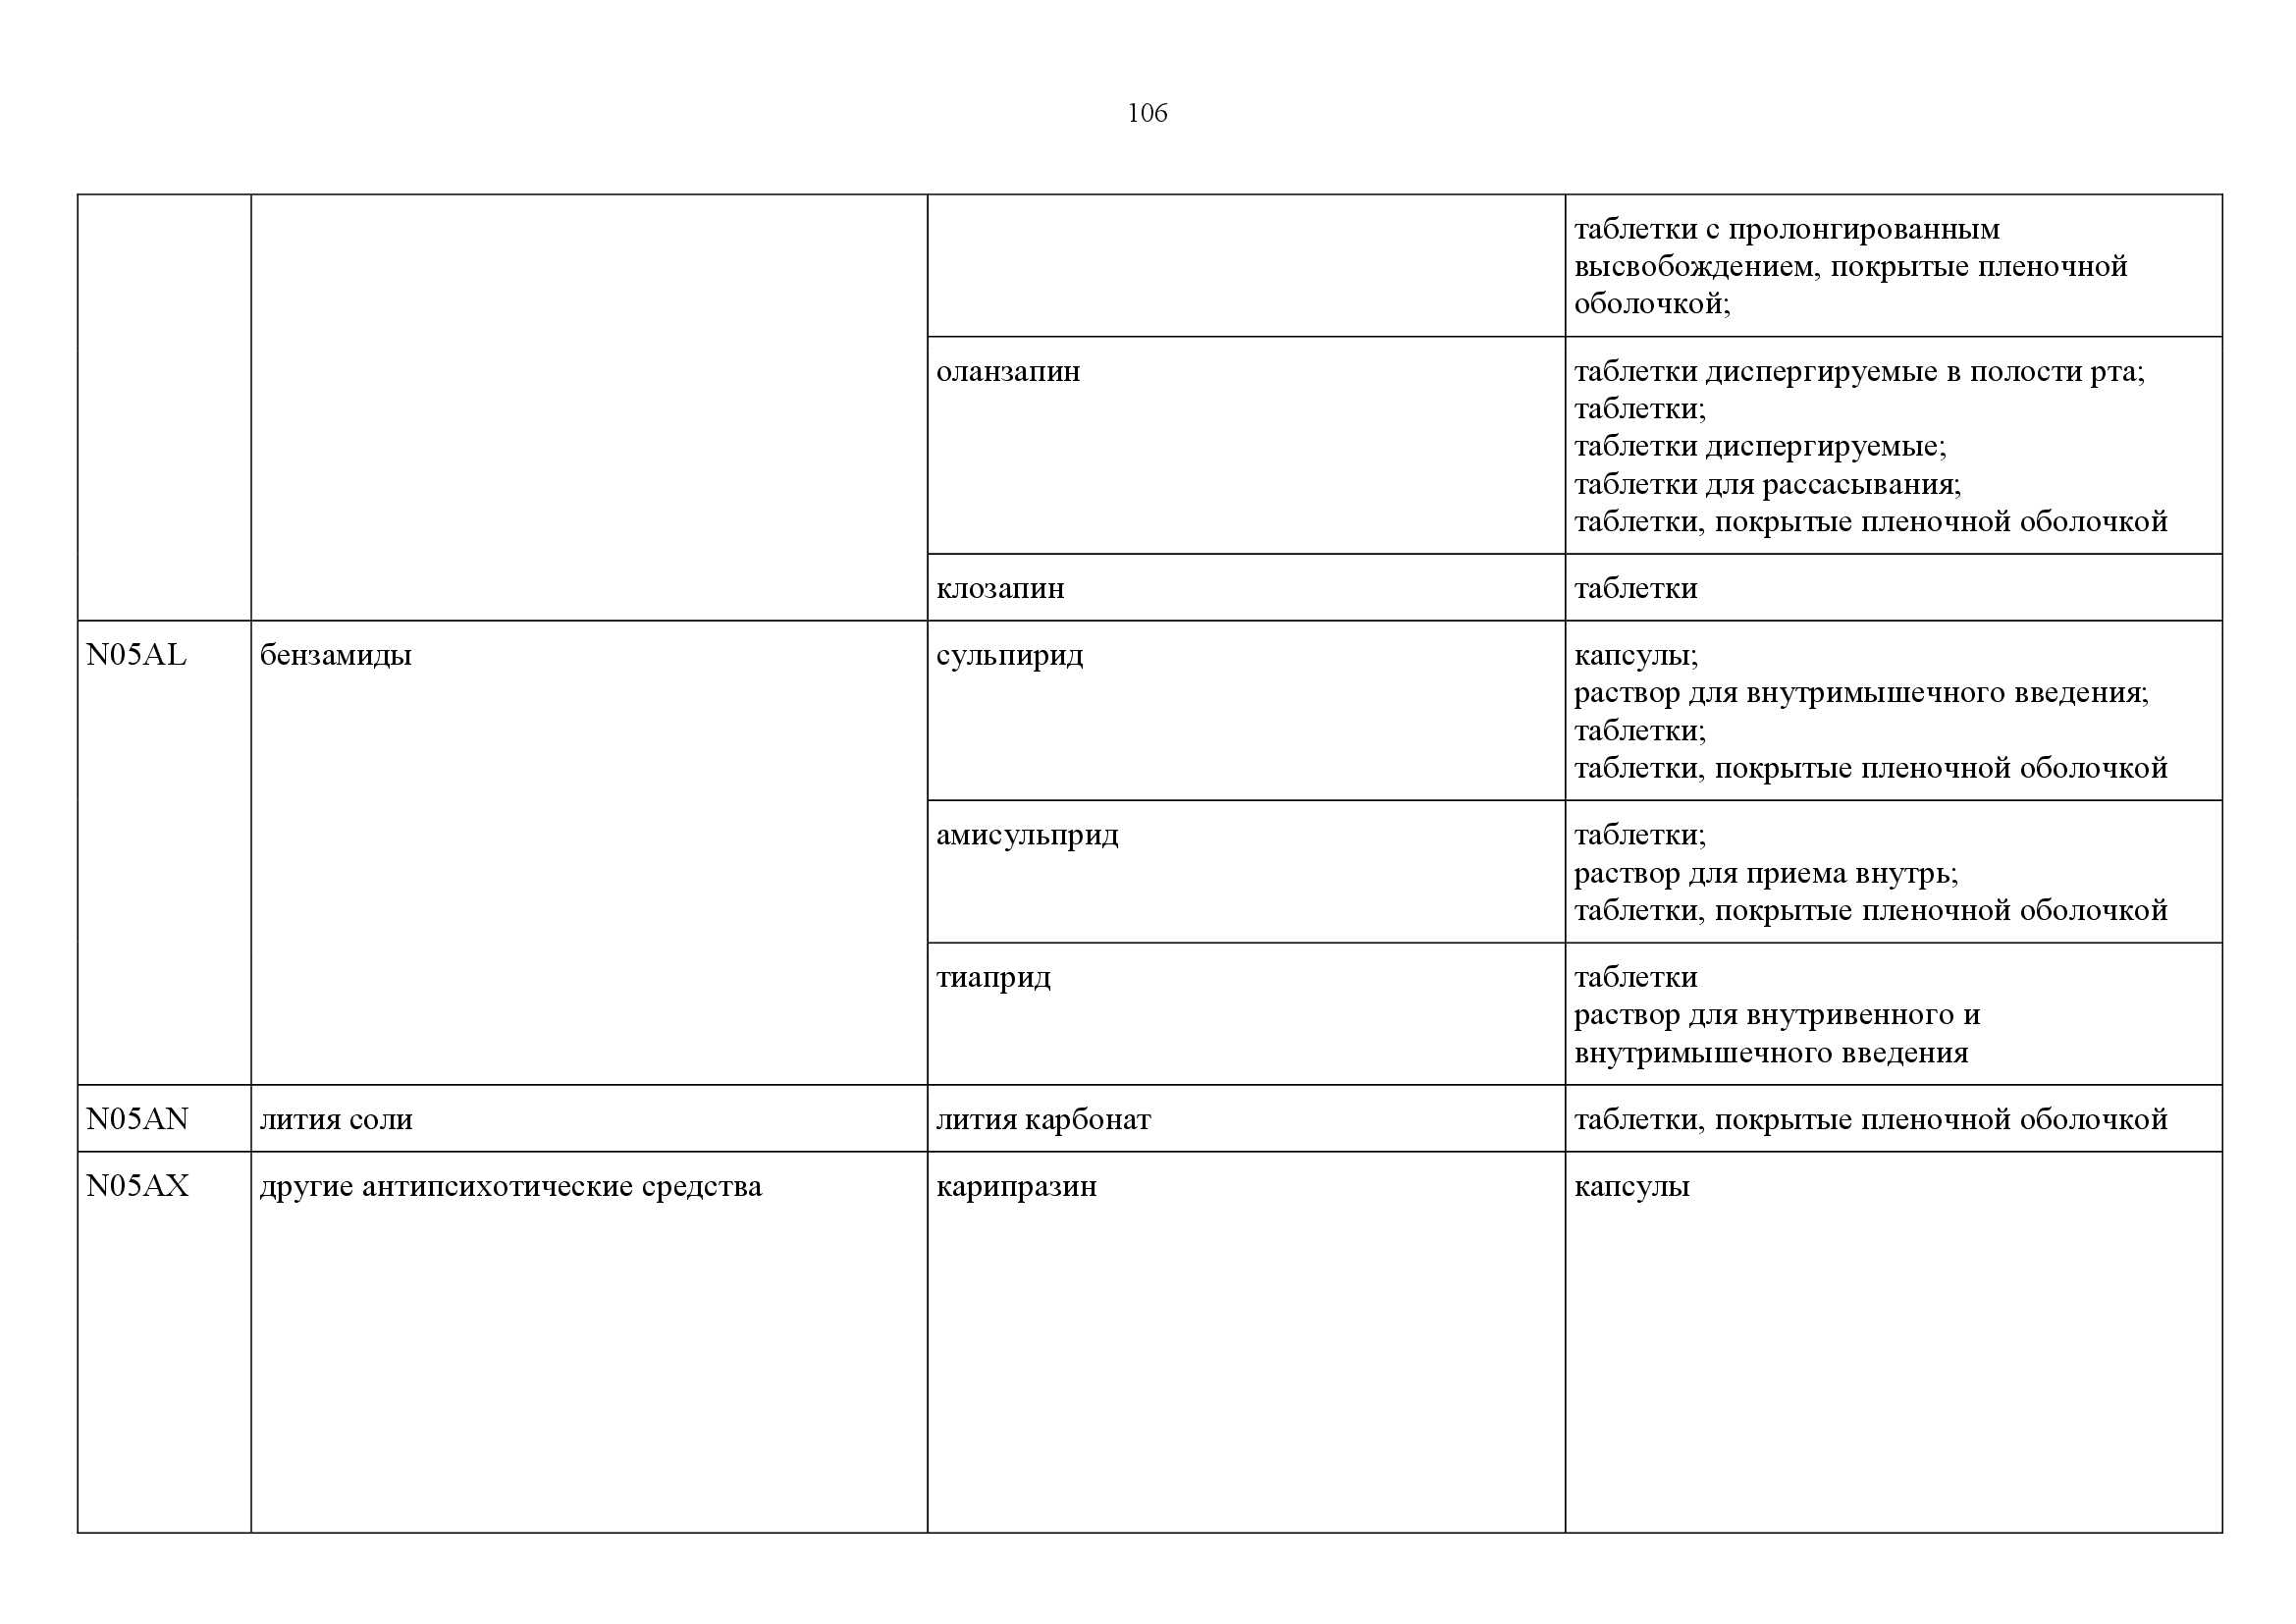 106
таблетки с пролонгированным
высвобождением, покрытые пленочной
оболочкой;
оланзапин
таблетки диспергируемые в полости рта;
таблетки;
таблетки диспергируемые;
таблетки для рассасывания;
таблетки, покрытые пленочной оболочкой
клозапин
таблетки
N05AL
бензамиды
сульпирид
капсулы;
раствор для внутримышечного введения;
таблетки;
таблетки, покрытые пленочной оболочкой
амисульприд
таблетки;
раствор для приема внутрь;
таблетки, покрытые пленочной оболочкой
тиаприд
таблетки
раствор для внутривенного и
внутримышечного введения
N05AN
лития соли
лития карбонат
таблетки, покрытые пленочной оболочкой
N05AX
другие антипсихотические средства
карипразин
капсулы